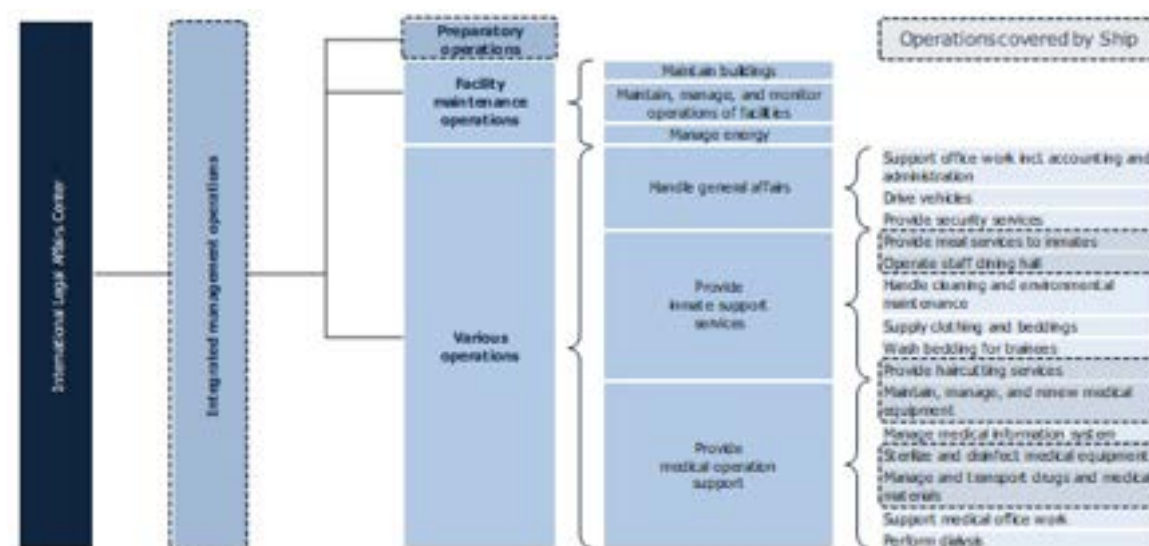 International Legal Affairs Center
Integrated management operations
Preparatory
operations
Facility
maintenance
operations
Various
operations
Maintain buildings
Maintain, manage, and monitor
operations of facilities
Manage energy
Handle general affairs
Provide
inmate support
services
Provide
medical operation
support
Operations covered by Ship
Support office work incl. accounting and
administration
Drive vehicles
Provide security services
Provide meal services to inmates
Operate staff dining hall
Handle cleaning and environmental
maintenance
Supply clothing and beddings
Wash bedding for trainees
Provide haircutting services
Maintain, manage, and renew medical
equipment
Manage medical information system
Sterilize and disinfect medical equipment
Manage and transport drugs and medical
materials
Support medical office work
Perform dialysis